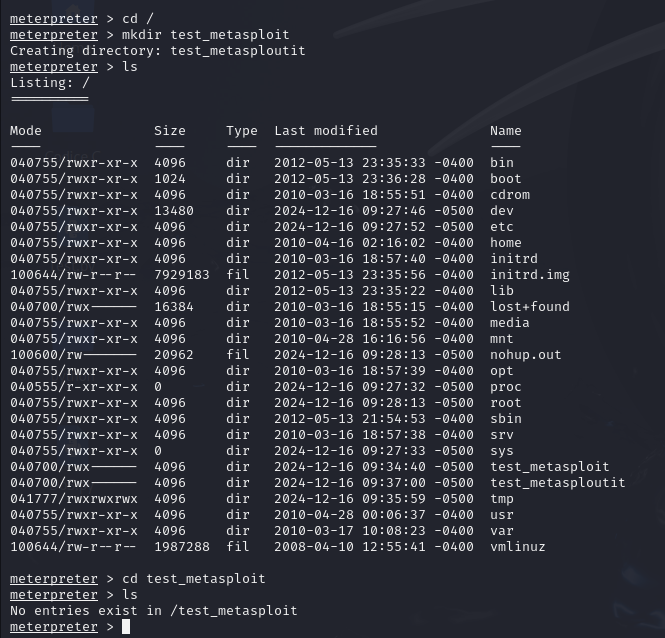 meterpreter > cd /
meterpreter > mkdir test_metasploit
Creating directory: test_metasploutit
meterpreter > ls
Listing: /
==========
Mode Size Type Last modified Name
---- ---- ---- ------------- ----
040755/rwxr-xr-x 4096 dir 2012-05-13 23:35:33 -0400 bin
040755/rwxr-xr-x 1024 dir 2012-05-13 23:36:28 -0400 boot
040755/rwxr-xr-x 4096 dir 2010-03-16 18:55:51 -0400 cdrom
040755/rwxr-xr-x 13480 dir 2024-12-16 09:27:46 -0500 dev
040755/rwxr-xr-x 4096 dir 2024-12-16 09:27:52 -0500 etc
040755/rwxr-xr-x 4096 dir 2010-04-16 02:16:02 -0400 home
040755/rwxr-xr-x 4096 dir 2010-03-16 18:57:40 -0400 initrd
100644/rw-r--r-- 7929183 fil 2012-05-13 23:35:56 -0400 initrd.img
040755/rwxr-xr-x 4096 dir 2012-05-13 23:35:22 -0400 lib
040700/rwx------ 16384 dir 2010-03-16 18:55:15 -0400 lost+found
040755/rwxr-xr-x 4096 dir 2010-03-16 18:55:52 -0400 media
040755/rwxr-xr-x 4096 dir 2010-04-28 16:16:56 -0400 mnt
100600/rw------- 20962 fil 2024-12-16 09:28:13 -0500 nohup.out
040755/rwxr-xr-x 4096 dir 2010-03-16 18:57:39 -0400 opt
040555/r-xr-xr-x 0 dir 2024-12-16 09:27:32 -0500 proc
040755/rwxr-xr-x 4096 dir 2024-12-16 09:28:13 -0500 root
040755/rwxr-xr-x 4096 dir 2012-05-13 21:54:53 -0400 sbin
040755/rwxr-xr-x 4096 dir 2010-03-16 18:57:38 -0400 srv
040755/rwxr-xr-x 0 dir 2024-12-16 09:27:33 -0500 sys
040700/rwx------ 4096 dir 2024-12-16 09:34:40 -0500 test_metasploit
040700/rwx------ 4096 dir 2024-12-16 09:37:00 -0500 test_metasploutit
041777/rwxrwxrwx 4096 dir 2024-12-16 09:35:59 -0500 tmp
040755/rwxr-xr-x 4096 dir 2010-04-28 00:06:37 -0400 usr
040755/rwxr-xr-x 4096 dir 2010-03-17 10:08:23 -0400 var
100644/rw-r--r-- 1987288 fil 2008-04-10 12:55:41 -0400 vmlinuz
meterpreter > cd test_metasploit
meterpreter > ls
No entries exist in /test_metasploit
meterpreter >